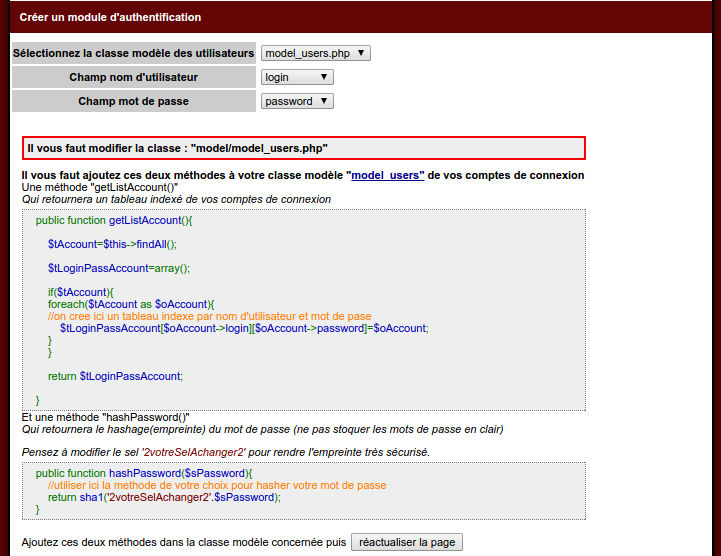 Créer un module d'authentification
Sélectionnez la classe modèle des utilisateurs model_users.php
Champ nom d'utilisateur login
Champ mot de passe password
Il vous faut modifier la classe : "model/model_users.php"
Il vous faut ajoutez ces deux méthodes à votre classe modèle "model_users" de vos comptes de connexion
Une méthode "getListAccount()"
Qui retournera un tableau indexé de vos comptes de connexion
public function getListAccount(){
$tAccount=$this->findAll();
$tLoginPassAccount=array();
if($tAccount){
foreach($tAccount as $oAccount){
//on cree ici un tableau indexe par nom d'utilisateur et mot de pase
$tLoginPassAccount[$oAccount->login][$oAccount->password]=$oAccount;
}
}
return $tLoginPassAccount;
}
Et une méthode "hashPassword()"
Qui retournera le hashage(empreinte) du mot de passe (ne pas stoquer les mots de passe en clair)
Pensez à modifier le sel '2votreSelAchanger2' pour rendre l'empreinte très sécurisé.
public function hashPassword($sPassword){
//utiliser ici la methode de votre choix pour hasher votre mot de passe
return sha1('2votreSelAchanger2'.$sPassword);
}
Ajoutez ces deux méthodes dans la classe modèle concernée puis réactualiser la page